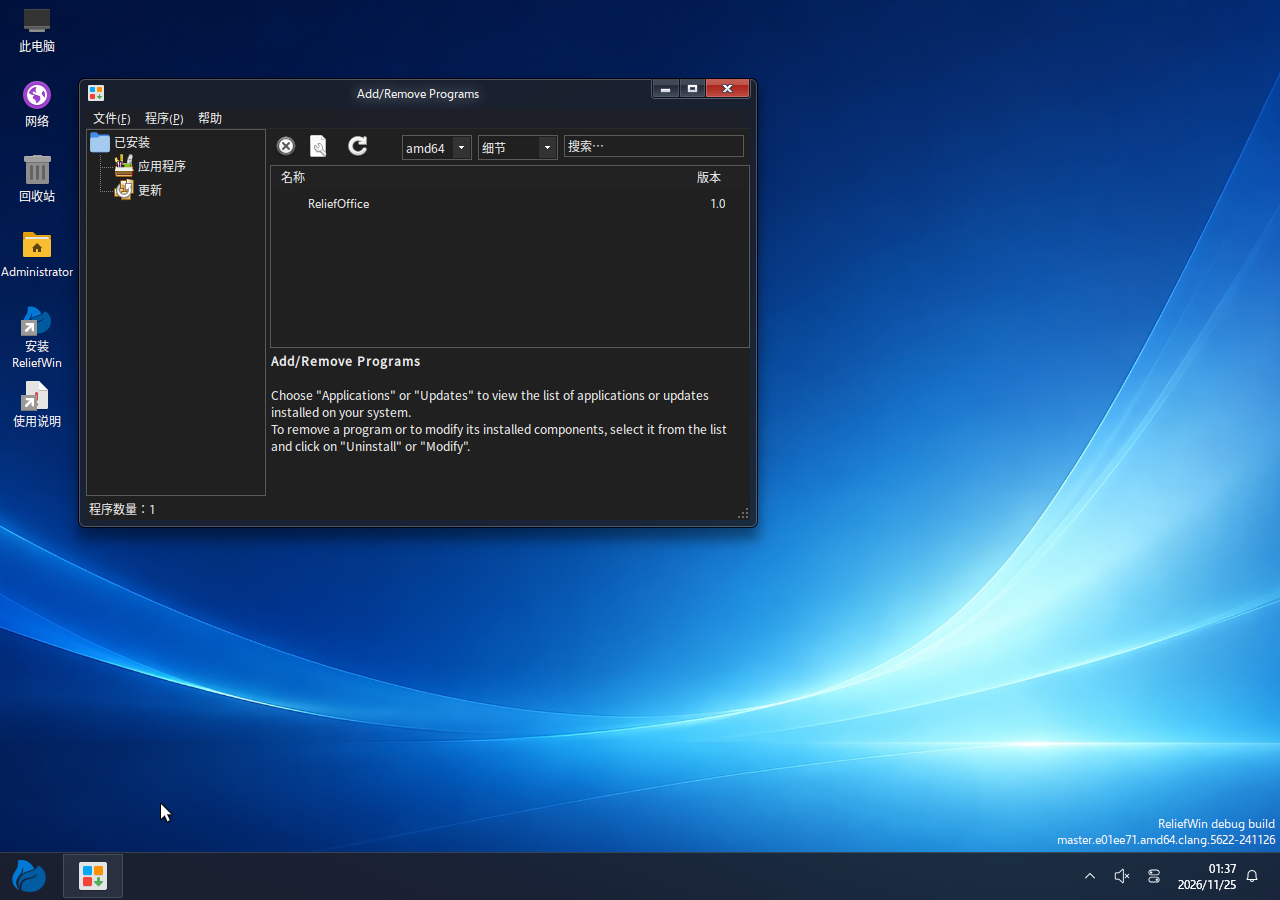 此电脑
网络
回收站
Administrator
安装
ReliefWin
使用说明
Add/Remove Programs
文件(F) 程序(P) 帮助
已安装
应用程序
更新
amd64 细节 搜索…
名称 版本
ReliefOffice 1.0
Add/Remove Programs
Choose "Applications" or "Updates" to view the list of applications or updates
installed on your system.
To remove a program or to modify its installed components, select it from the list
and click on "Uninstall" or "Modify".
程序数量：1
ReliefWin debug build
master.e01ee71.amd64.clang.5622-241126
01:37
2026/11/25